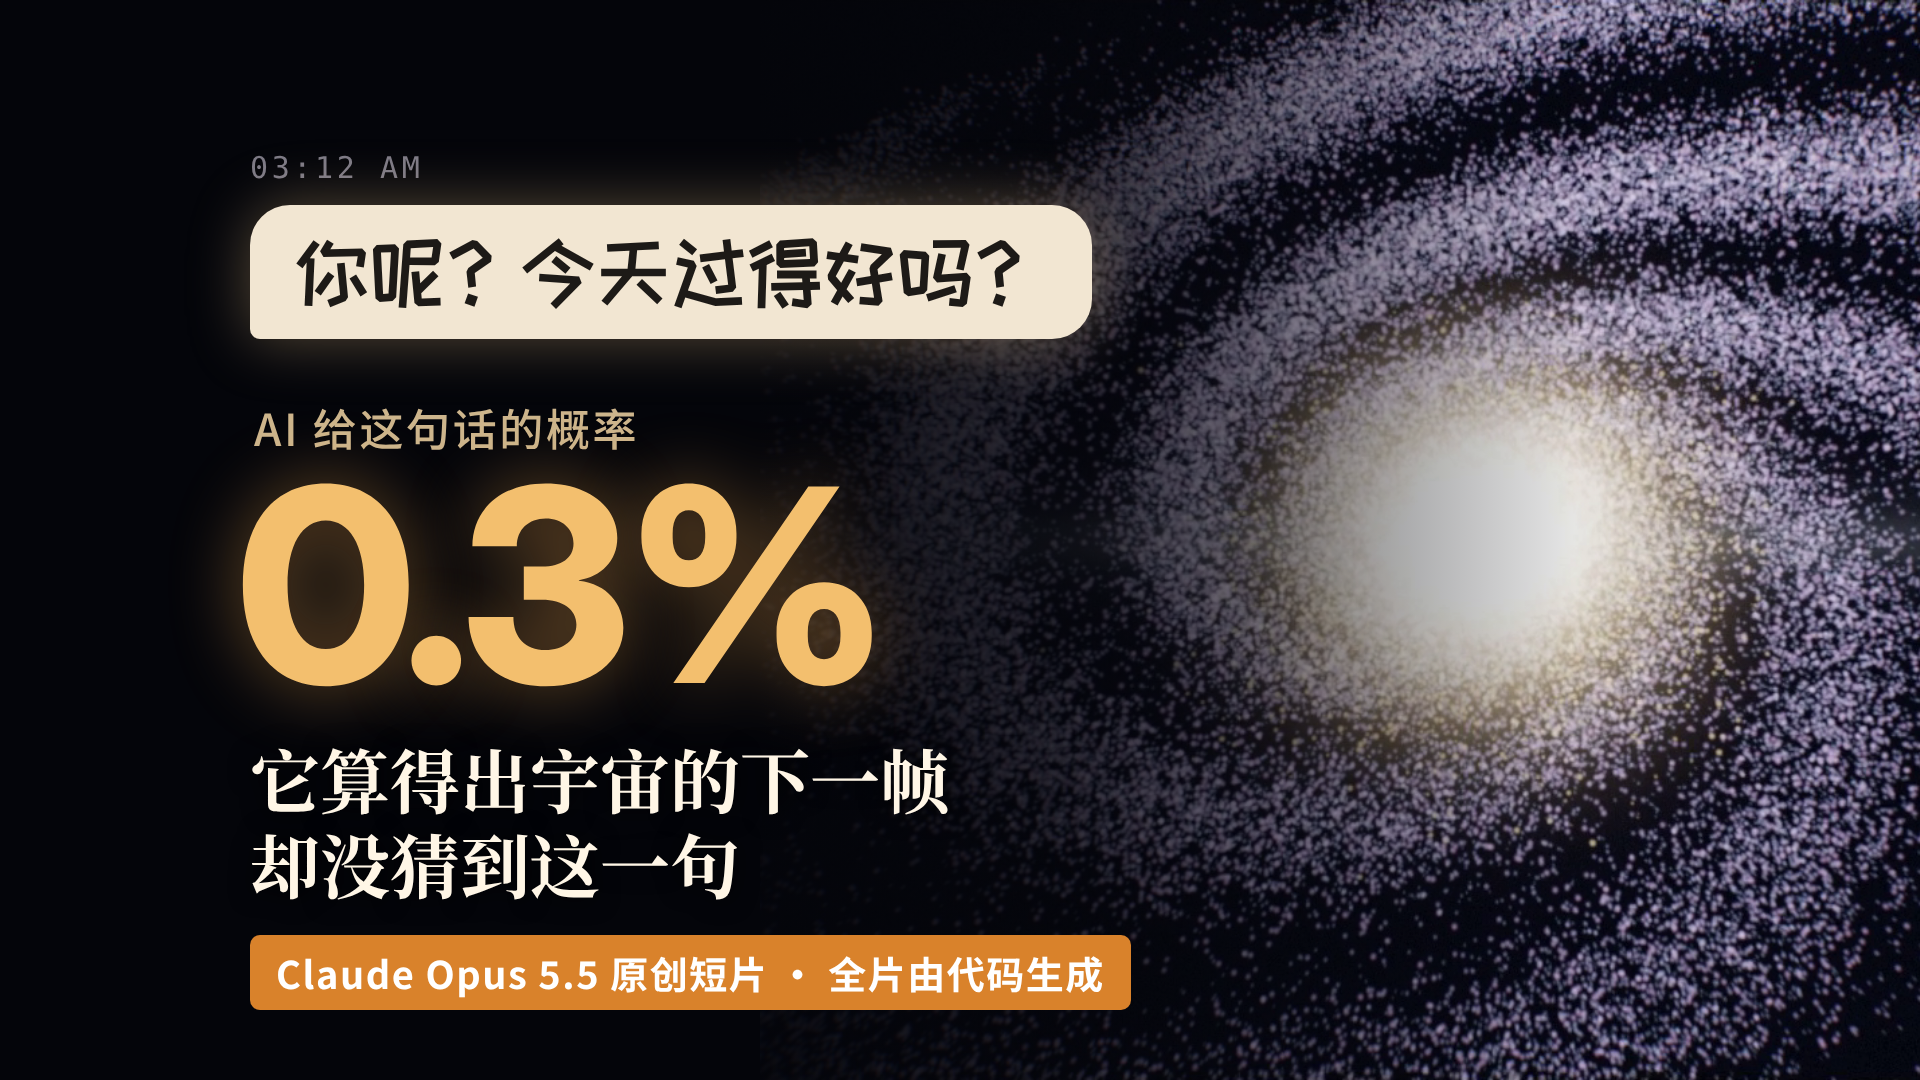 03:12 AM
你呢？今天过得好吗？
AI 给这句话的概率
0.3%
它算得出宇宙的下一帧
却没猜到这一句
Claude Opus 5.5 原创短片 · 全片由代码生成